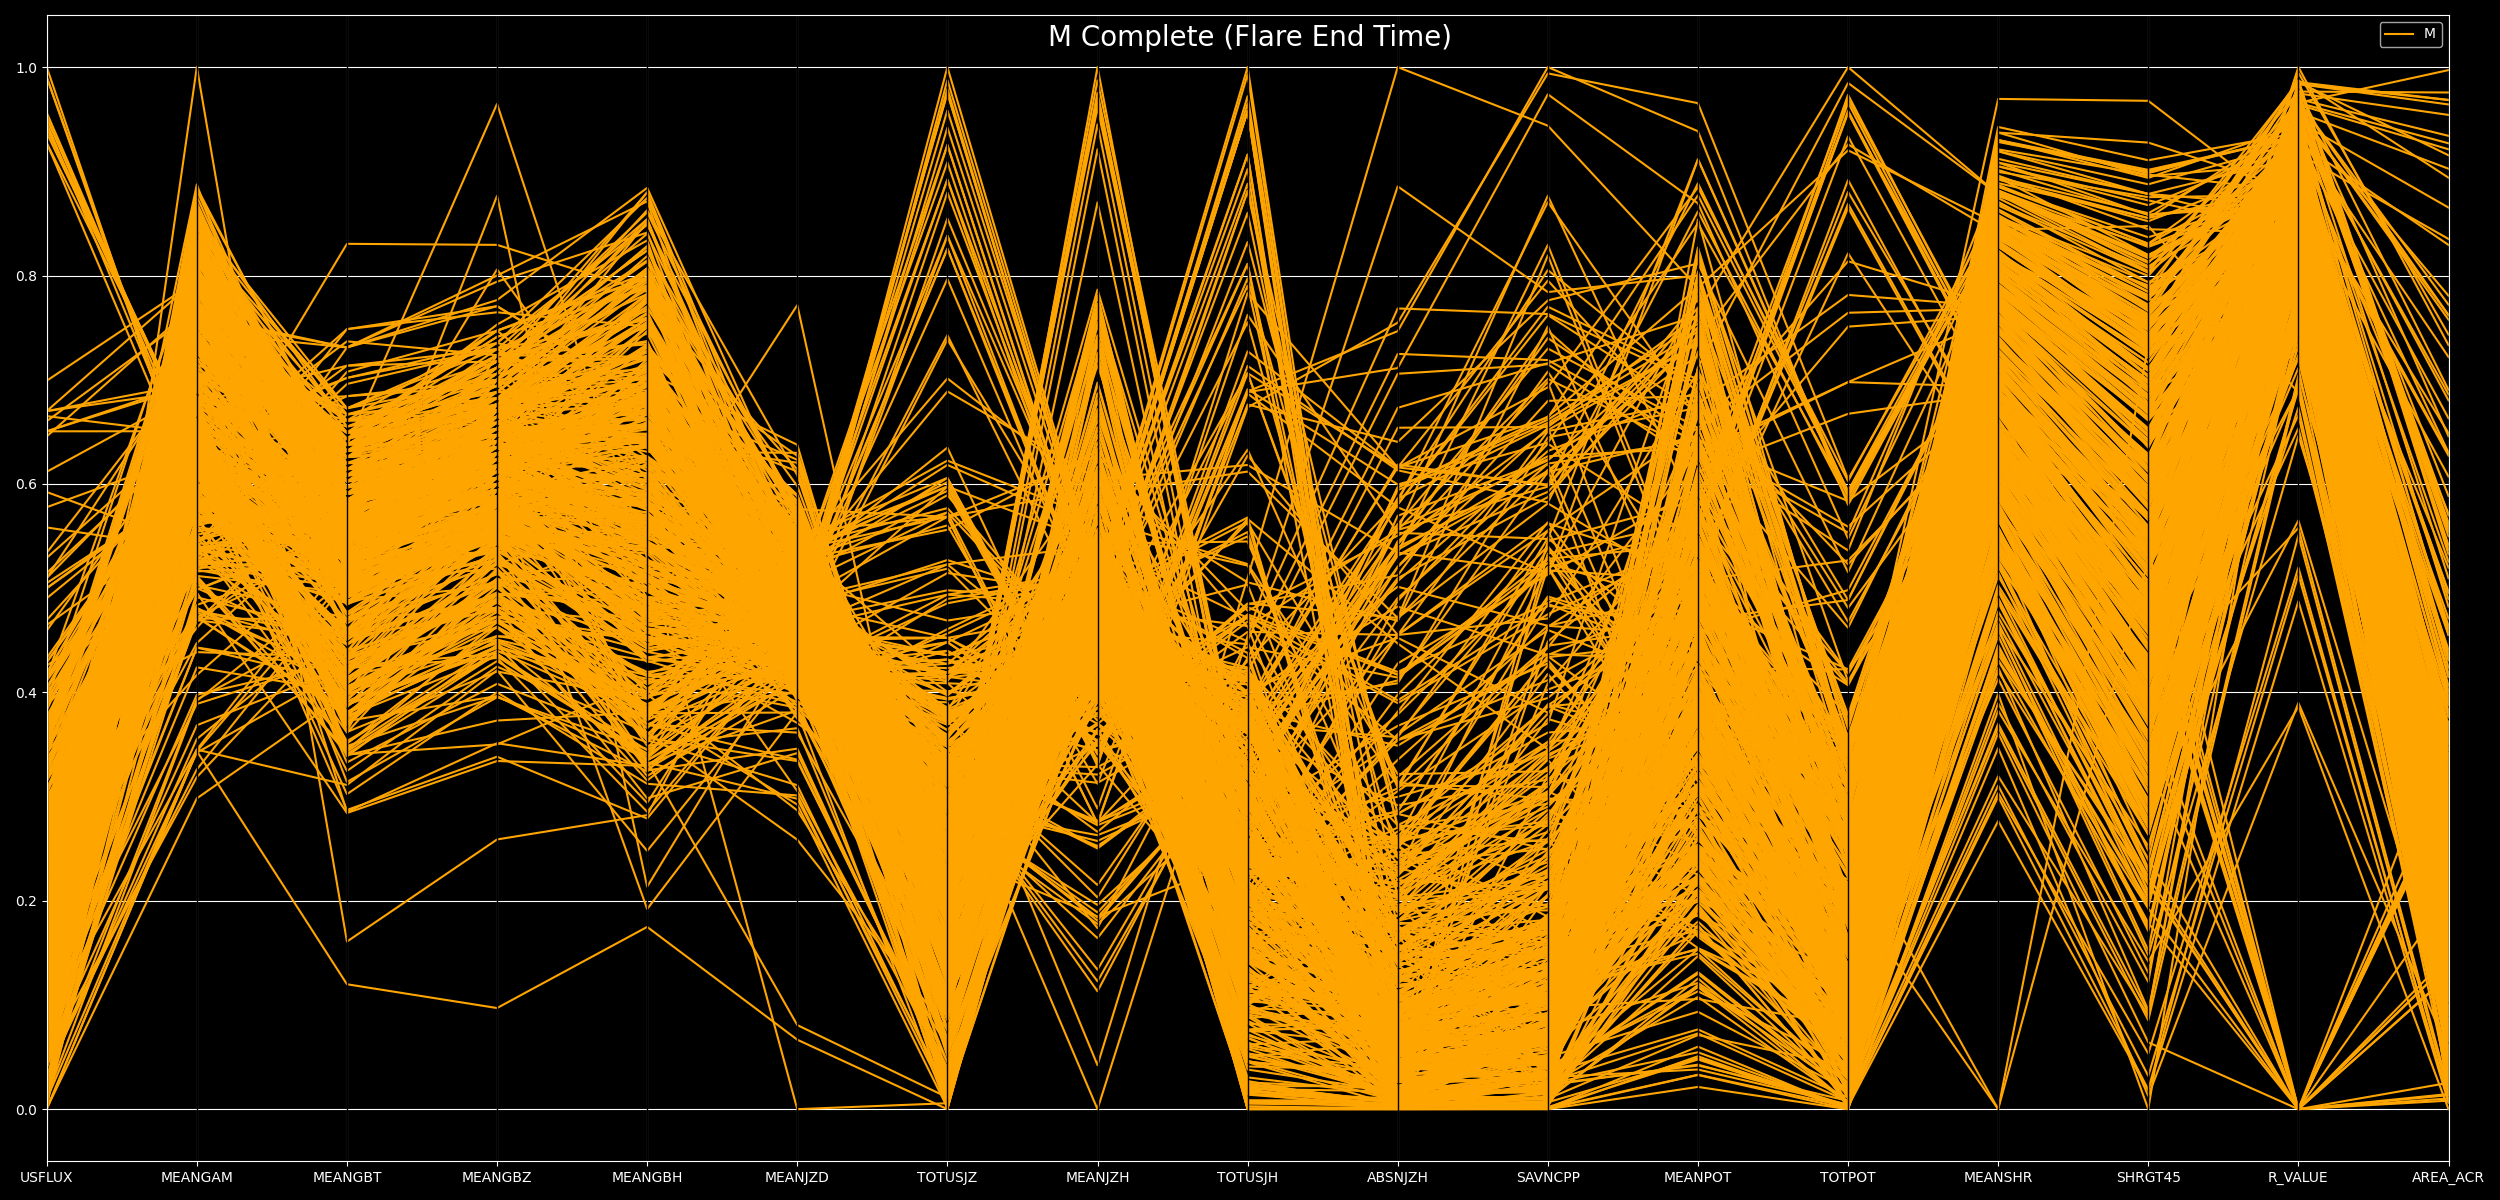 M Complete (Flare End Time)
M
1.0
0.8
0.6
0.4
0.2
0.0
USFLUX MEANGAM MEANGBT MEANGBZ MEANGBH MEANJZD TOTUSJZ MEANJZH TOTUSJH ABSNJZH SAVNCPP MEANPOT TOTPOT MEANSHR SHRGT45 R_VALUE AREA_ACR